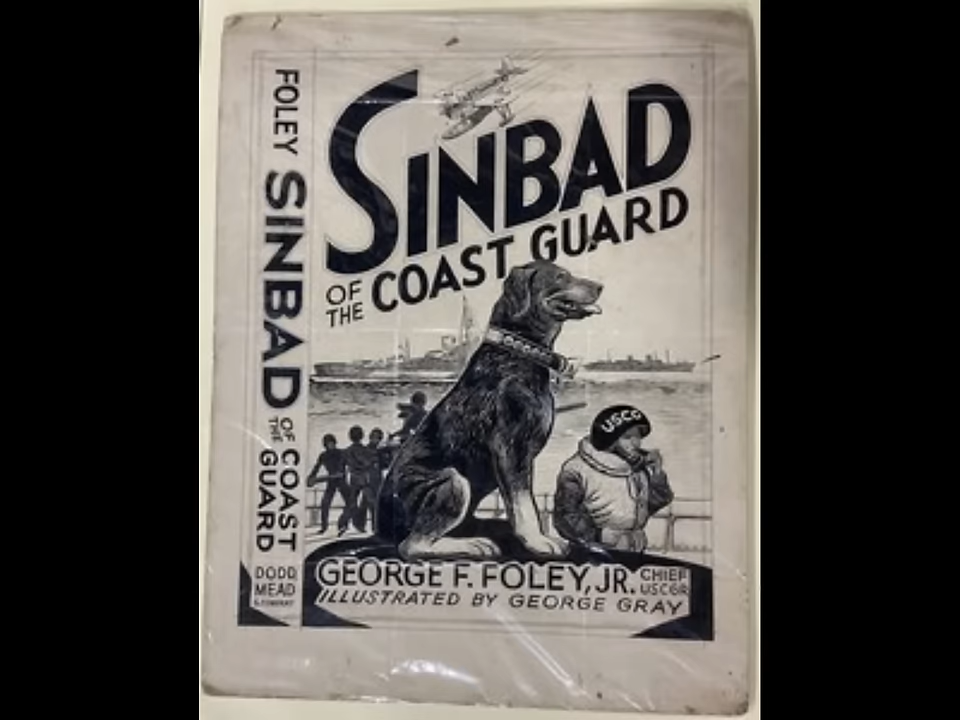 FOLEY SINBAD OF THE COAST GUARD
DODD,
MEAD
& COMPANY
SINBAD
OF THE COAST GUARD
USCG
GEORGE F. FOLEY, JR. CHIEF USCGR
ILLUSTRATED BY GEORGE GRAY